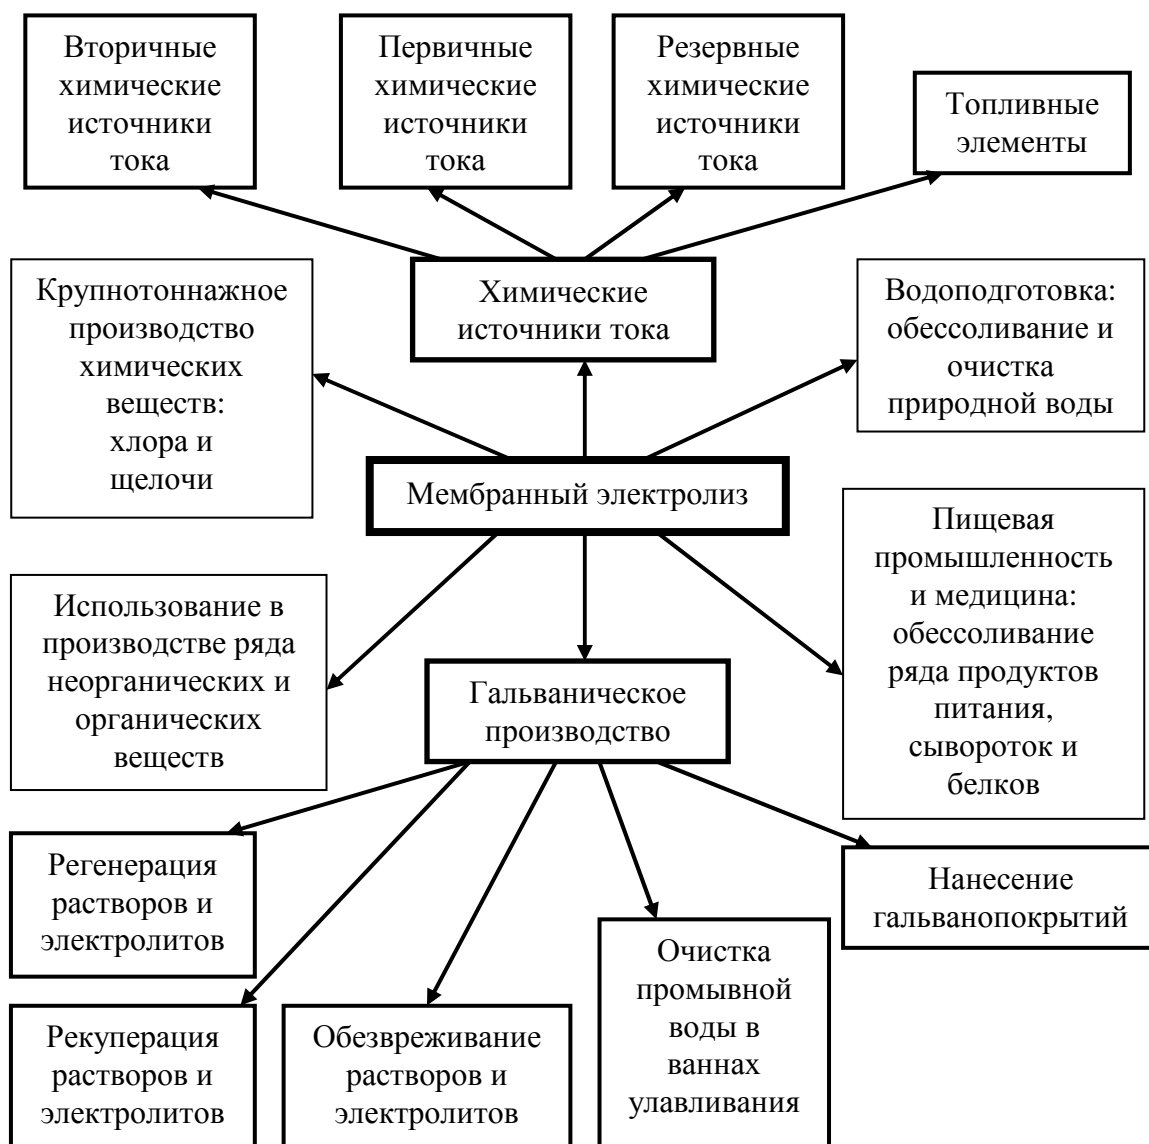 Вторичные
химические
источники
тока
Первичные
химические
источники
тока
Резервные
химические
источники
тока
Топливные
элементы
Крупнотоннажное
производство
химических
веществ:
хлора и
щелочи
Химические
источники тока
Водоподготовка:
обессоливание и
очистка
природной воды
Мембранный электролиз
Использование в
производстве ряда
неорганических и
органических
веществ
Гальваническое
производство
Пищевая
промышленность
и медицина:
обессоливание
ряда продуктов
питания,
сывороток и
белков
Регенерация
растворов и
электролитов
Нанесение
гальванопокрытий
Рекуперация
растворов и
электролитов
Обезвреживание
растворов и
электролитов
Очистка
промывной
воды в
ваннах
улавливания